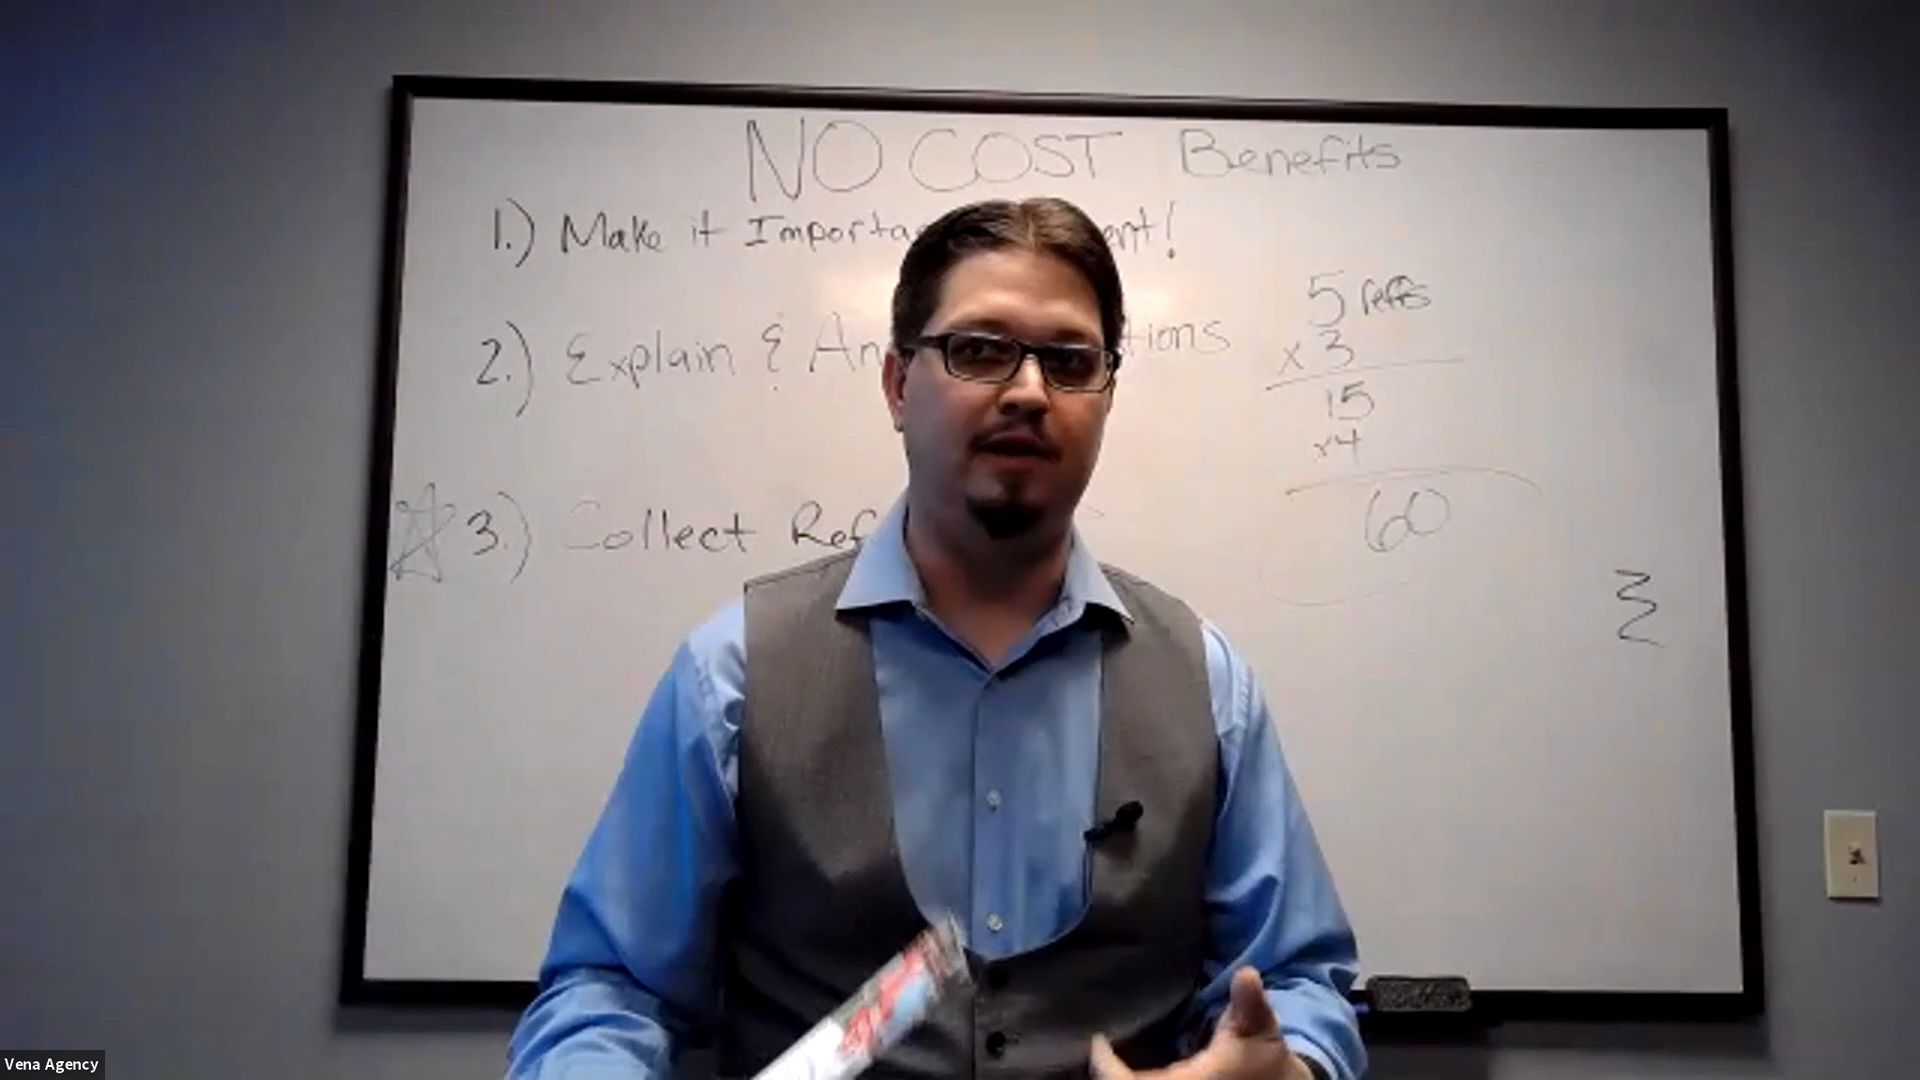 NO COST Benefits
1.) Make it Importa ent!
2.) Explain & An tions
3.) Collect Ref
5 reffs
x 3
15
x4
60
Vena Agency